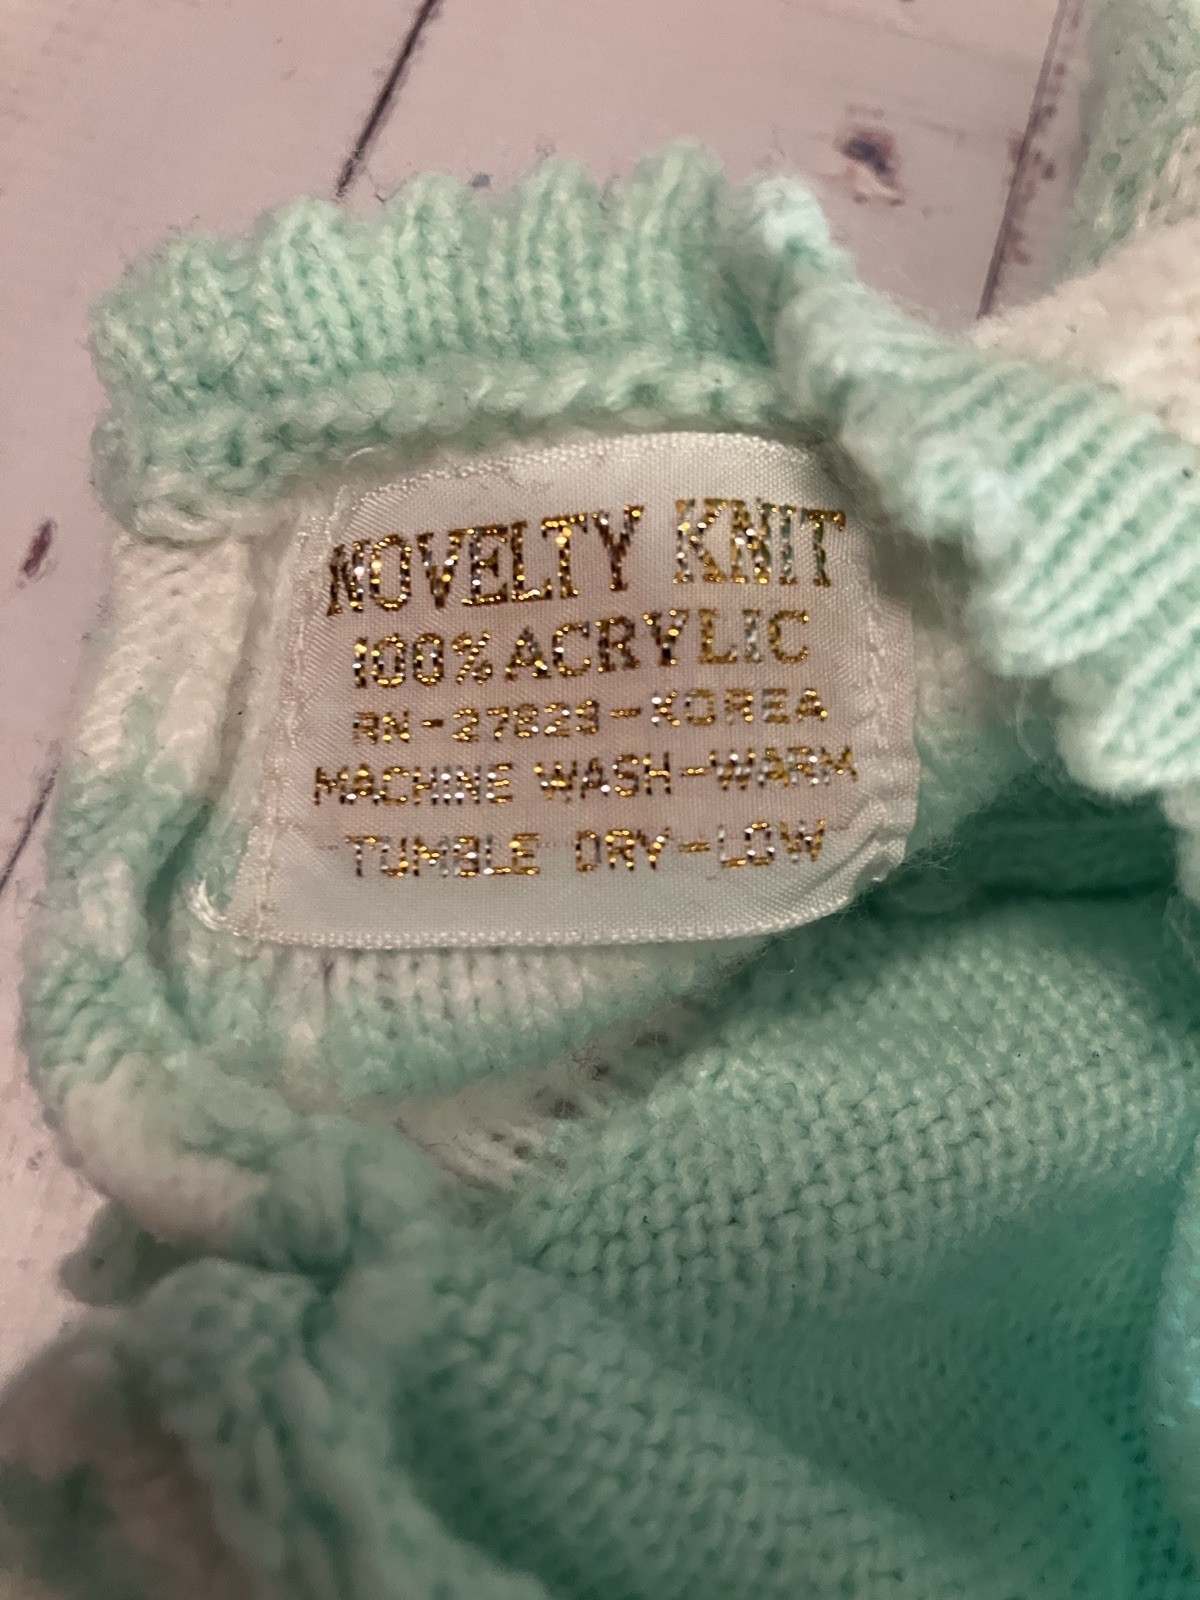 NOVELTY KNIT
100% ACRYLIC
RN-27829-KOREA
MACHINE WASH-WARM
TUMBLE DRY-LOW